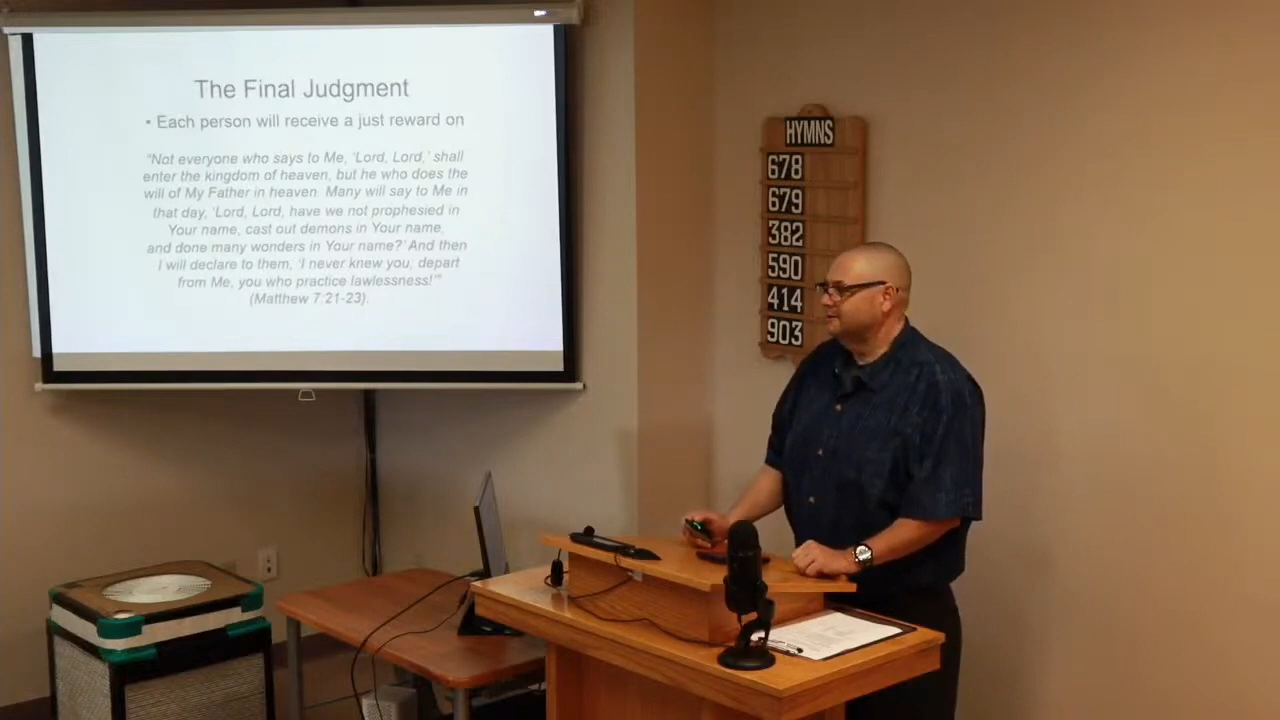 The Final Judgment
▪ Each person will receive a just reward on
“Not everyone who says to Me, ‘Lord, Lord,’ shall
enter the kingdom of heaven, but he who does the
will of My Father in heaven. Many will say to Me in
that day, ‘Lord, Lord, have we not prophesied in
Your name, cast out demons in Your name,
and done many wonders in Your name?’ And then
I will declare to them, ‘I never knew you; depart
from Me, you who practice lawlessness!’”
(Matthew 7:21-23).
HYMNS
678
679
382
590
414
903